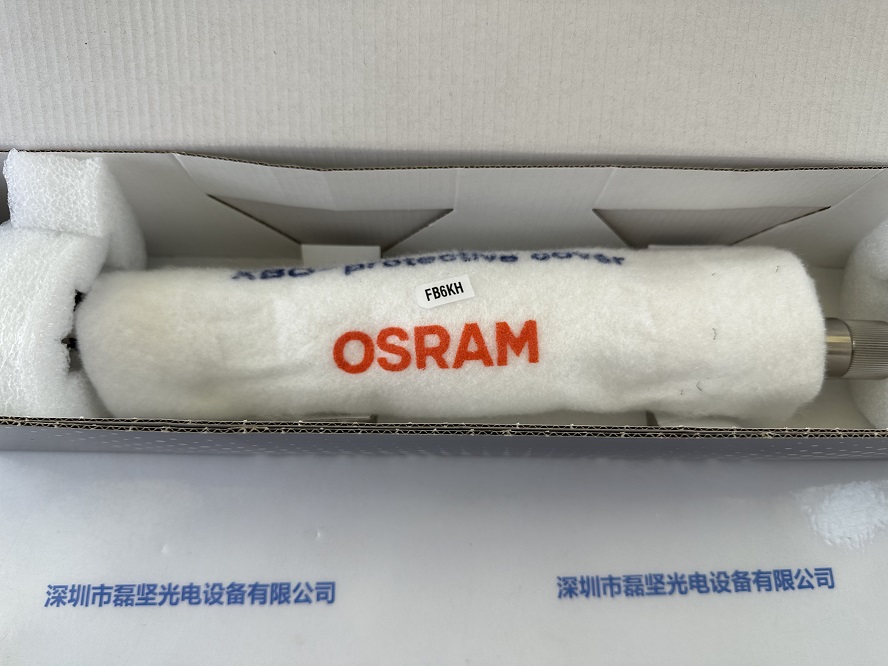 XBO protective cover
FB6KH
OSRAM
深圳市磊坚光电设备有限公司 深圳市磊坚光电设备有限公司